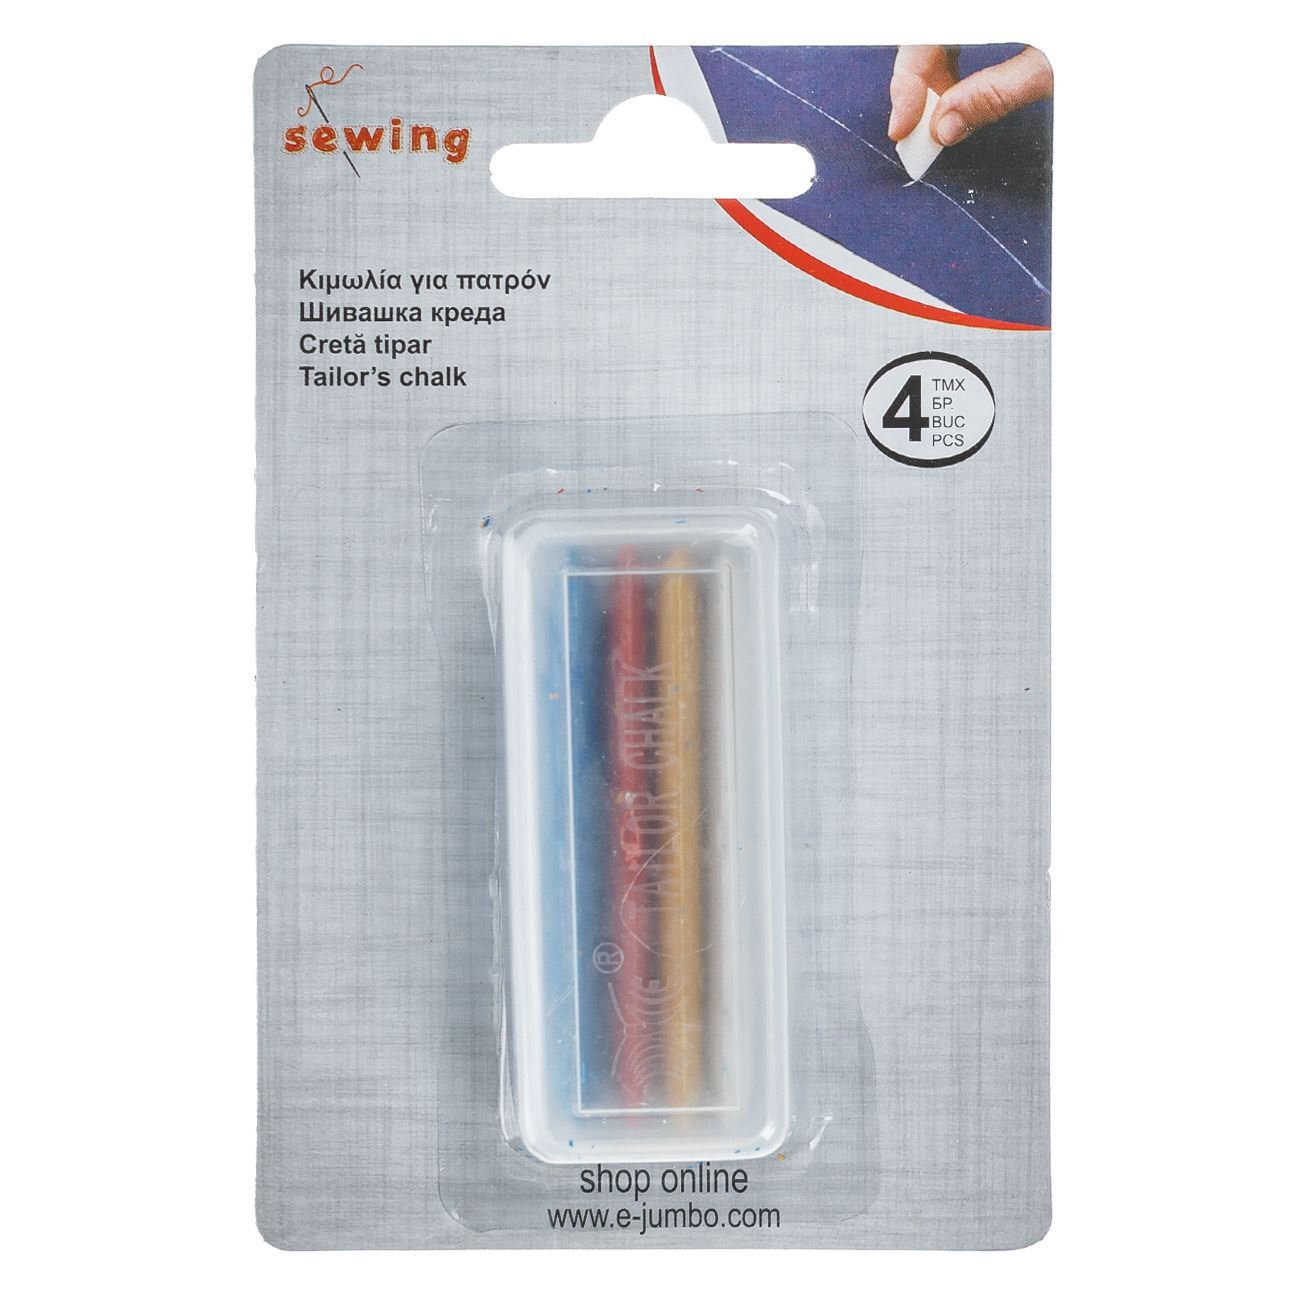 sewing
Κιμωλία για πατρόν
Шивашка креда
Cretă tipar
Tailor's chalk
4
ΤΜΧ
БР.
BUC
PCS
TAILOR CHALK
®
shop online
www.e-jumbo.com